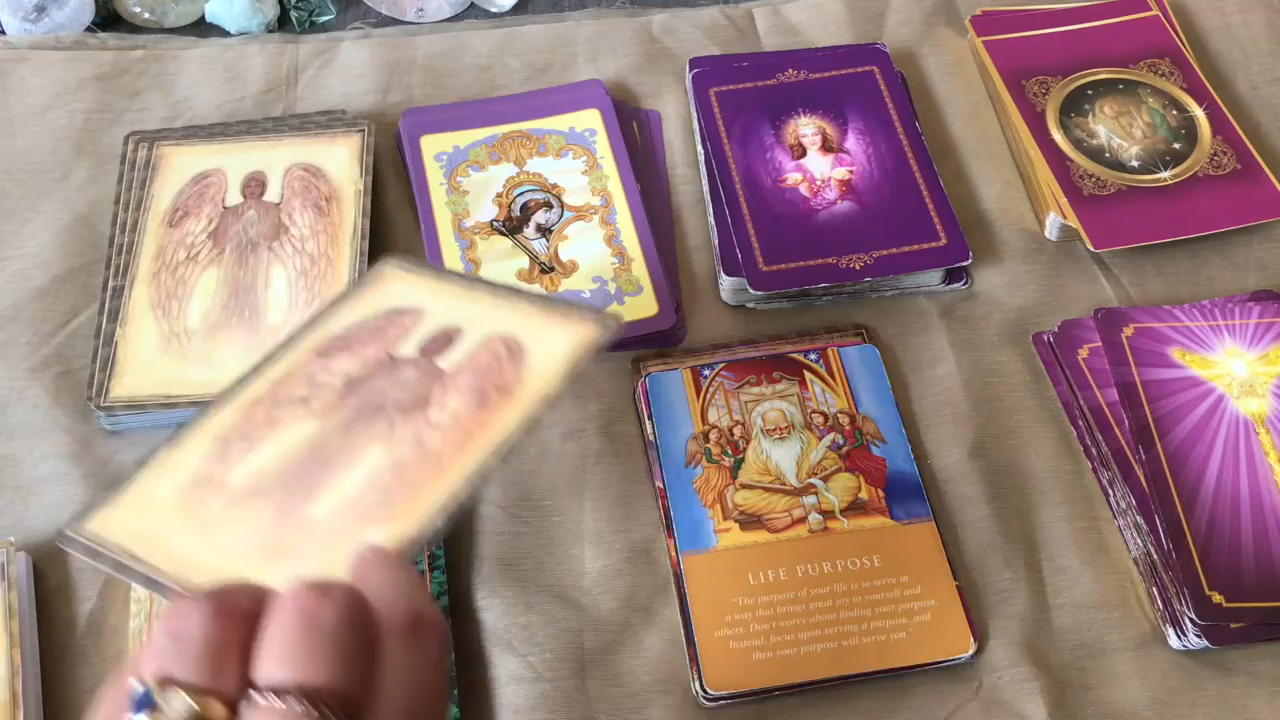 LIFE PURPOSE
"The purpose of your life is to serve in
a way that brings great joy to yourself and
others. Don't worry about finding your purpose.
Instead, focus upon serving a purpose, and
then your purpose will serve you."